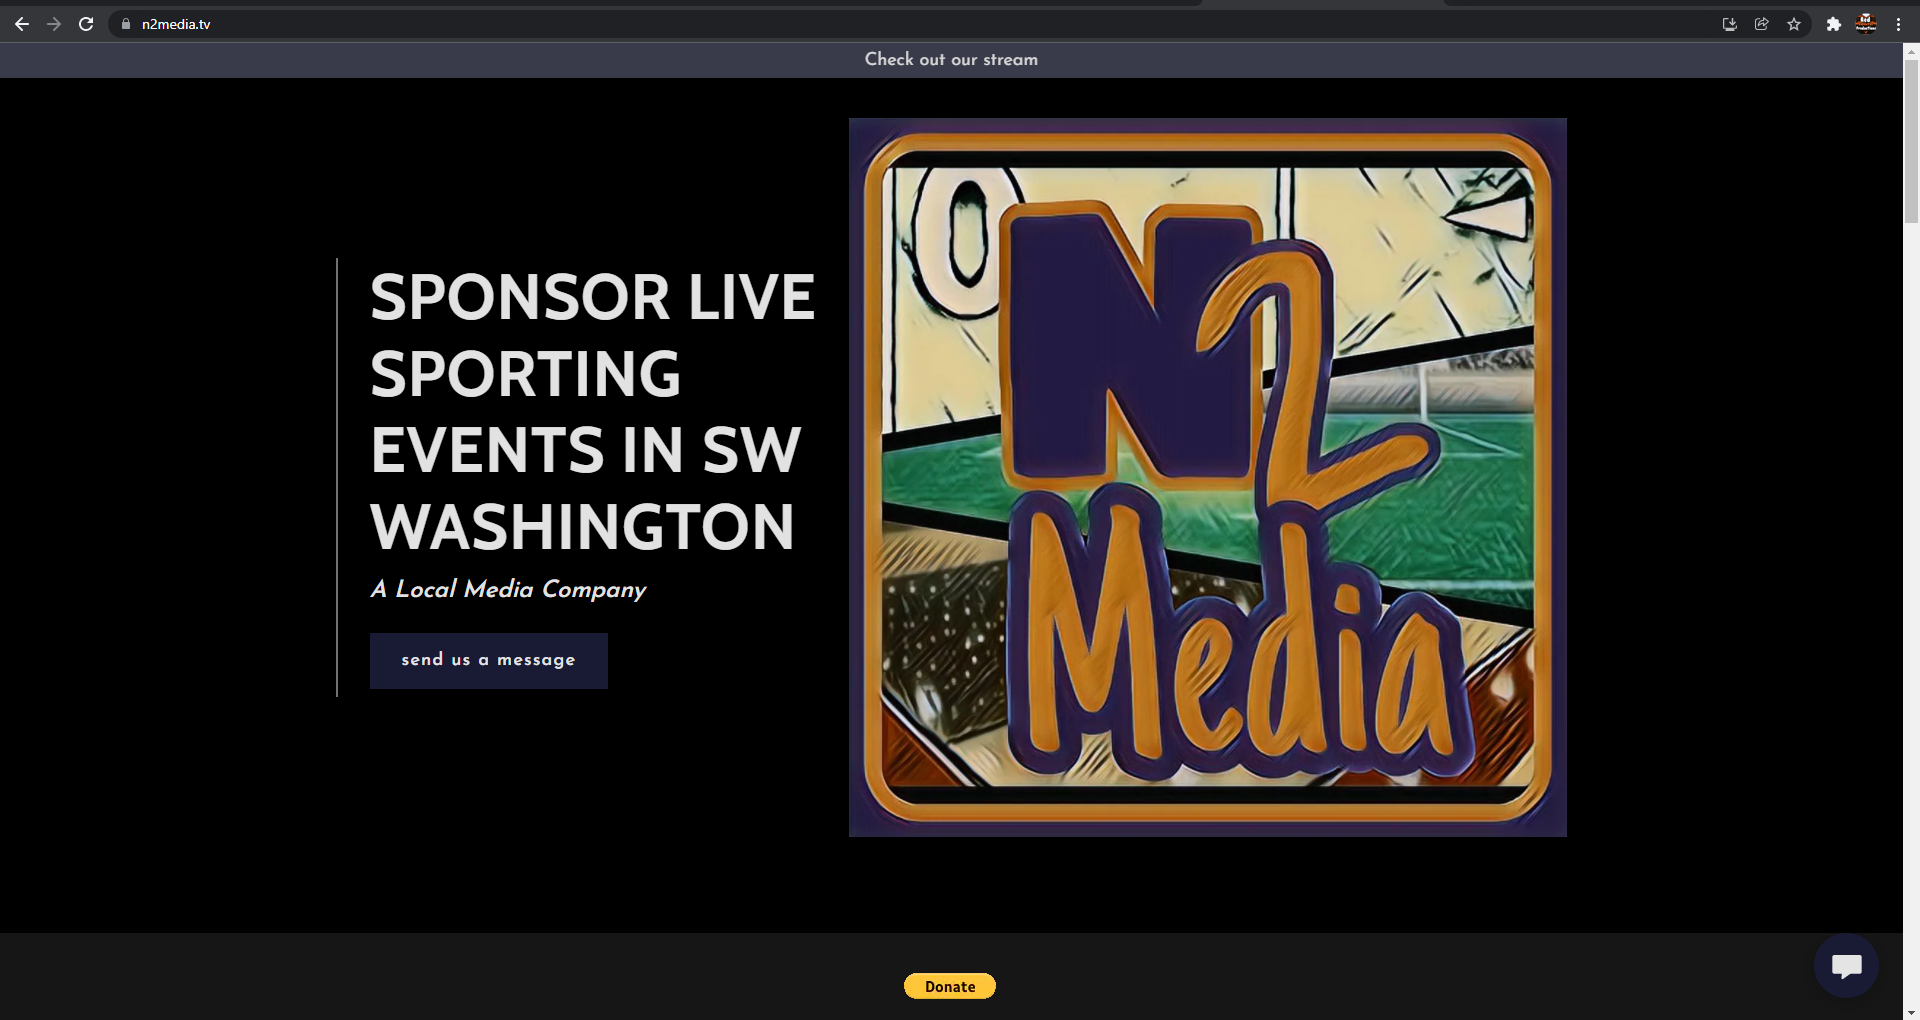 n2media.tv
Check out our stream
SPONSOR LIVE
SPORTING
EVENTS IN SW
WASHINGTON
A Local Media Company
send us a message
0
N2
Media
Donate